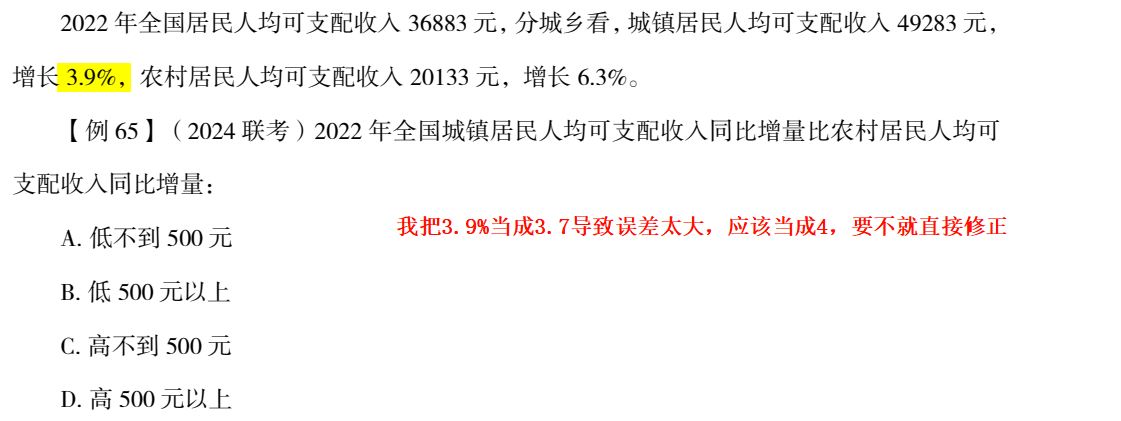 2022 年全国居民人均可支配收入 36883 元，分城乡看，城镇居民人均可支配收入 49283 元，
增长 3.9%，农村居民人均可支配收入 20133 元，增长 6.3%。
【例 65】（2024 联考）2022 年全国城镇居民人均可支配收入同比增量比农村居民人均可
支配收入同比增量：
我把3.9%当成3.7导致误差太大，应该当成4，要不就直接修正
A. 低不到 500 元
B. 低 500 元以上
C. 高不到 500 元
D. 高 500 元以上